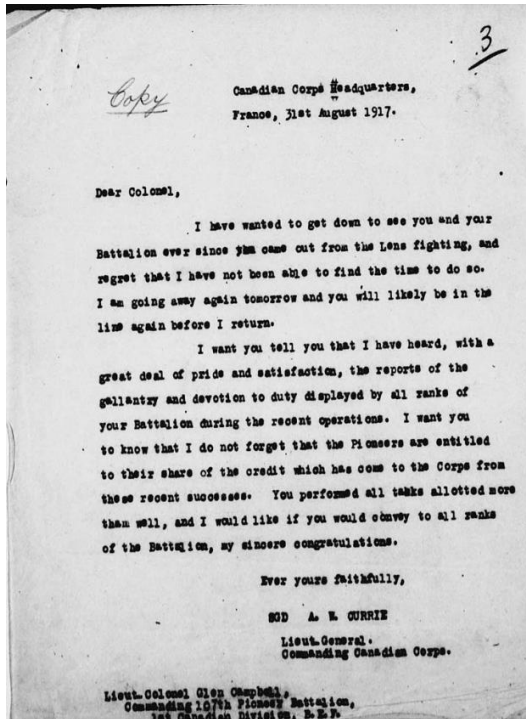 3
Copy
Canadian Corps Headquarters,
France, 31st August 1917.
Dear Colonel,
I have wanted to get down to see you and your
Battalion ever since you came out from the Lens fighting, and
regret that I have not been able to find the time to do so.
I am going away again tomorrow and you will likely be in the
line again before I return.
I want you tell you that I have heard, with a
great deal of pride and satisfaction, the reports of the
gallantry and devotion to duty displayed by all ranks of
your Battalion during the recent operations. I want you
to know that I do not forget that the Pioneers are entitled
to their share of the credit which has come to the Corps from
these recent successes. You performed all tasks allotted more
than well, and I would like if you would convey to all ranks
of the Battalion, my sincere congratulations.
Ever yours faithfully,
SGD A. W. CURRIE
Lieut.General.
Commanding Canadian Corps.
Lieut.Colonel Glen Campbell,
Commanding 107th Pioneer Battalion,
1st Canadian Division, B.E.F.